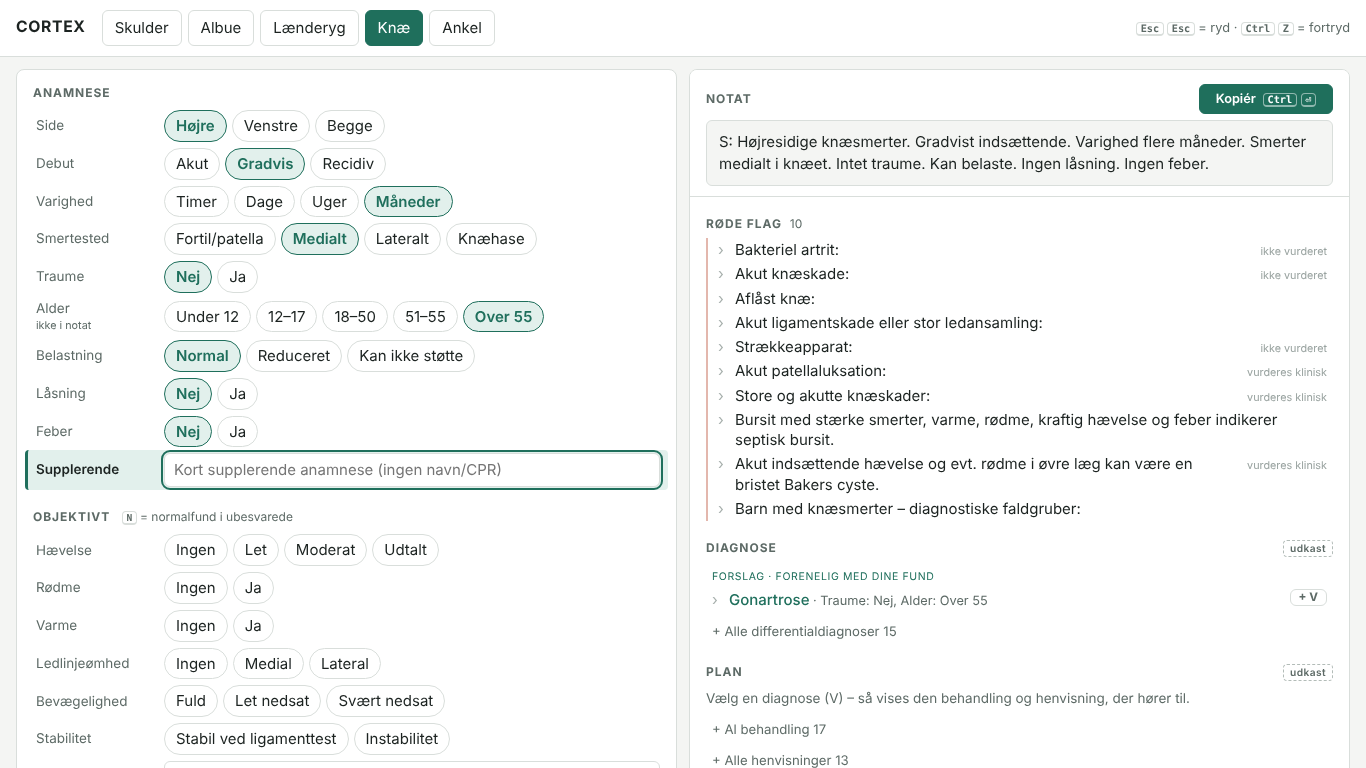 CORTEX
Skulder
Albue
Lænderyg
Knæ
Ankel
Esc Esc = ryd · Ctrl Z = fortryd
ANAMNESE
Side Højre Venstre Begge
Debut Akut Gradvis Recidiv
Varighed Timer Dage Uger Måneder
Smertested Fortil/patella Medialt Lateralt Knæhase
Traume Nej Ja
Alder
ikke i notat
Under 12 12–17 18–50 51–55 Over 55
Belastning Normal Reduceret Kan ikke støtte
Låsning Nej Ja
Feber Nej Ja
Supplerende Kort supplerende anamnese (ingen navn/CPR)
OBJEKTIVT N = normalfund i ubesvarede
Hævelse Ingen Let Moderat Udtalt
Rødme Ingen Ja
Varme Ingen Ja
Ledlinjeømhed Ingen Medial Lateral
Bevægelighed Fuld Let nedsat Svært nedsat
Stabilitet Stabil ved ligamenttest Instabilitet
NOTAT
Kopiér Ctrl ⏎
S: Højresidige knæsmerter. Gradvist indsættende. Varighed flere måneder. Smerter
medialt i knæet. Intet traume. Kan belaste. Ingen låsning. Ingen feber.
RØDE FLAG 10
› Bakteriel artrit: ikke vurderet
› Akut knæskade: ikke vurderet
› Aflåst knæ:
› Akut ligamentskade eller stor ledansamling:
› Strækkeapparat: ikke vurderet
› Akut patellaluksation: vurderes klinisk
› Store og akutte knæskader: vurderes klinisk
› Bursit med stærke smerter, varme, rødme, kraftig hævelse og feber indikerer
septisk bursit.
› Akut indsættende hævelse og evt. rødme i øvre læg kan være en vurderes klinisk
bristet Bakers cyste.
› Barn med knæsmerter – diagnostiske faldgruber:
DIAGNOSE udkast
FORSLAG · FORENELIG MED DINE FUND
› Gonartrose · Traume: Nej, Alder: Over 55 + V
+ Alle differentialdiagnoser 15
PLAN udkast
Vælg en diagnose (V) – så vises den behandling og henvisning, der hører til.
+ Al behandling 17
+ Alle henvisninger 13